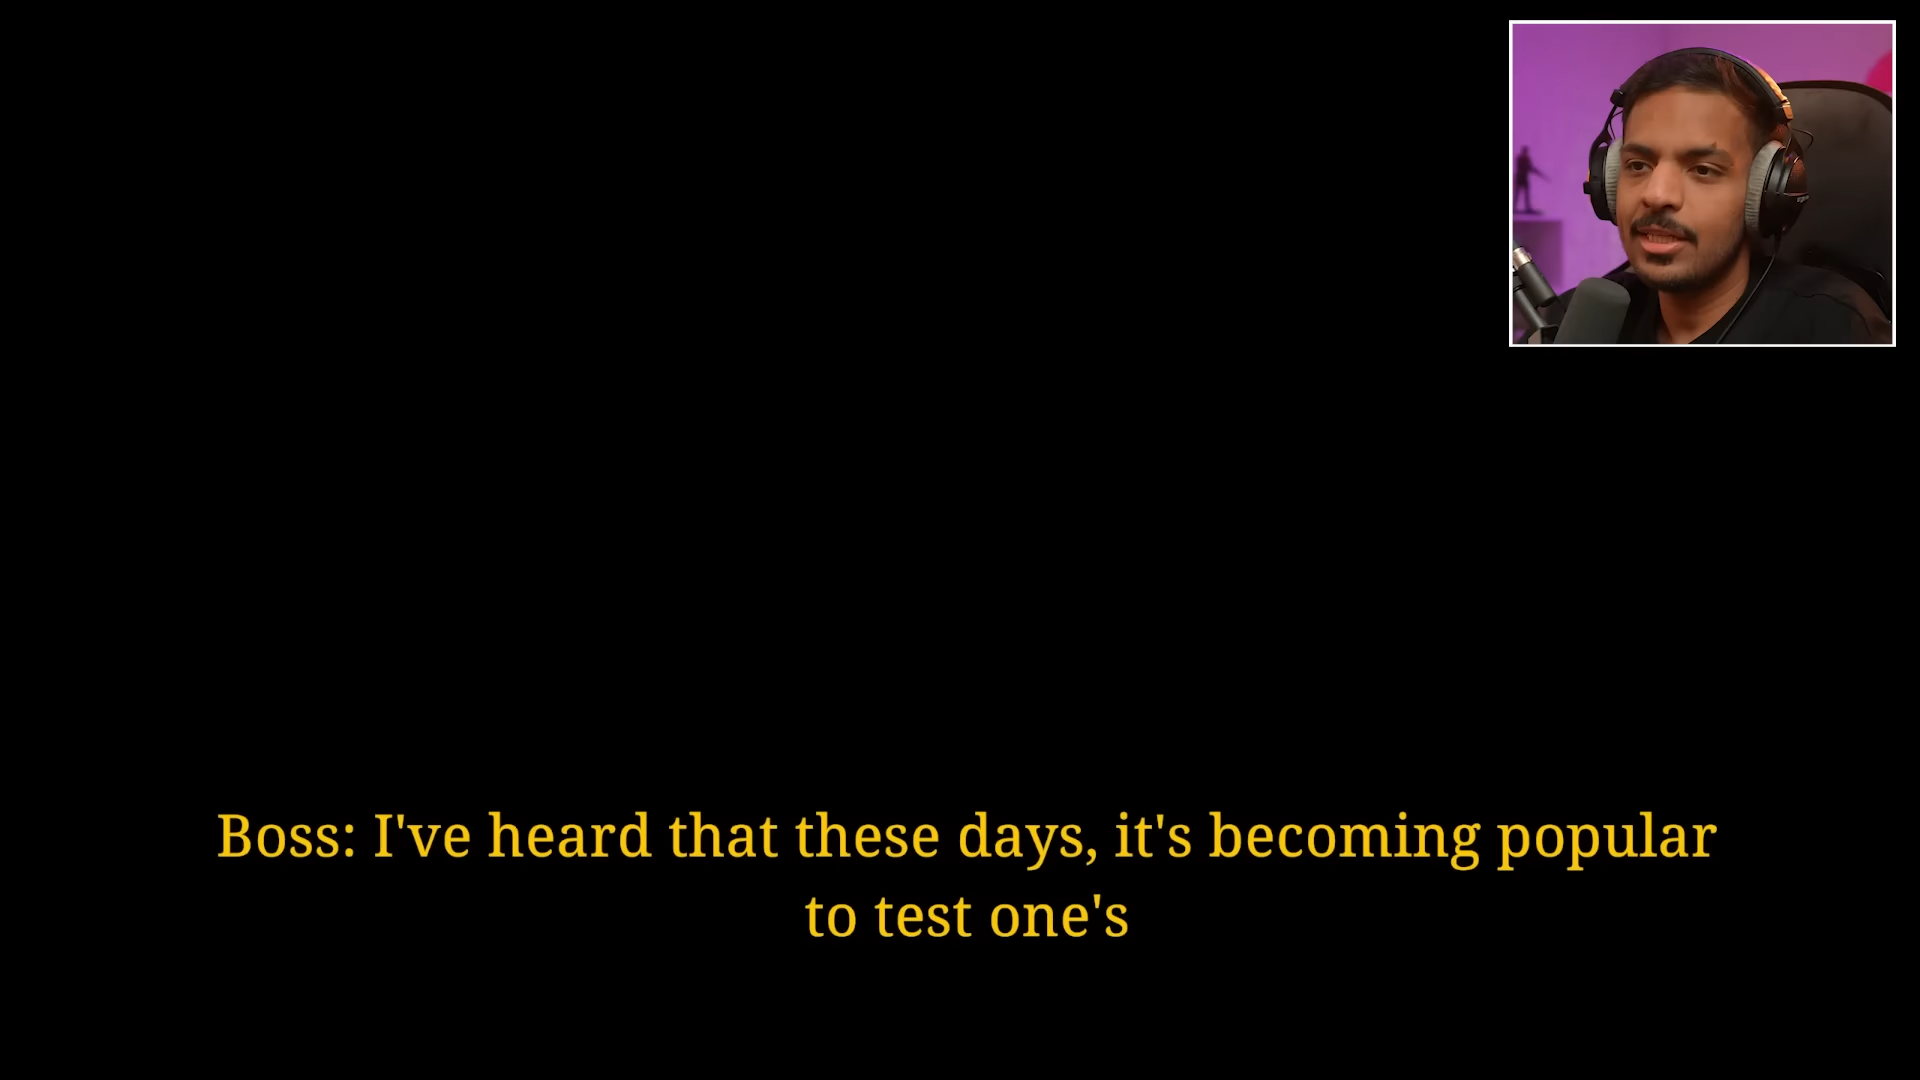 Boss: I've heard that these days, it's becoming popular
to test one's